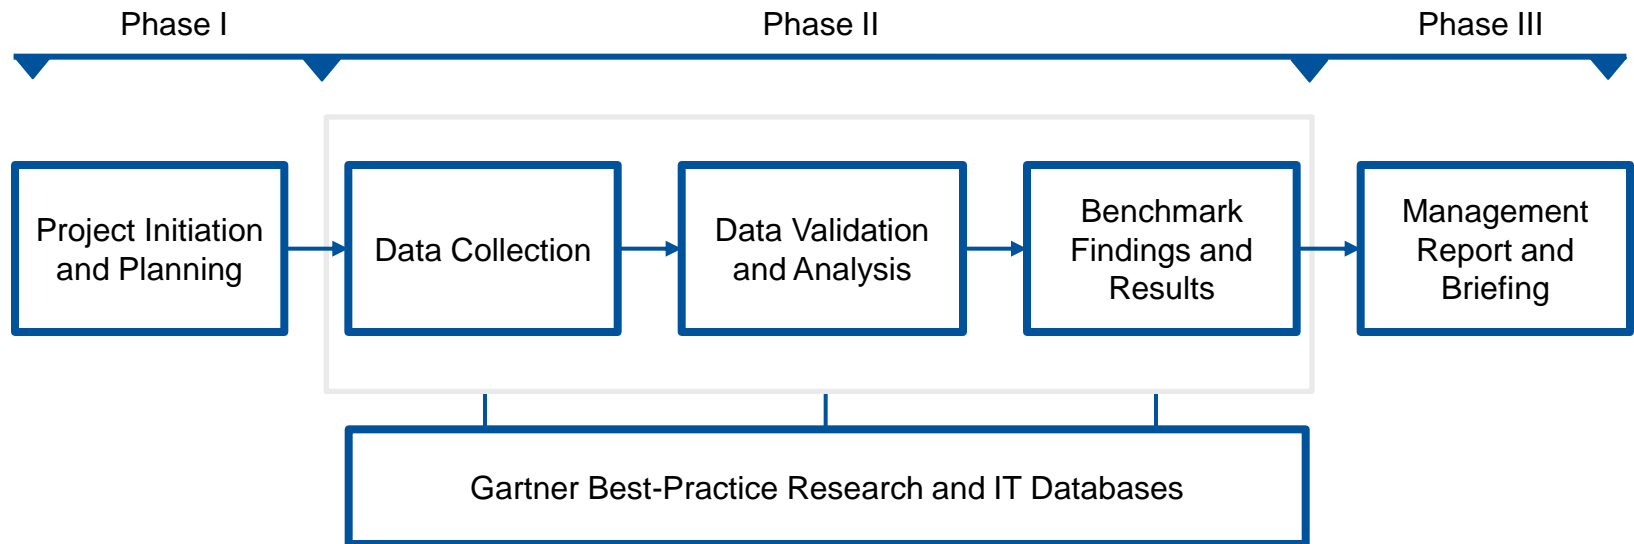 Phase I
Phase II
Phase III
Project Initiation
and Planning
Data Collection
Data Validation
and Analysis
Benchmark
Findings and
Results
Management
Report and
Briefing
Gartner Best-Practice Research and IT Databases